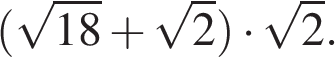 (√18 + √2) · √2.